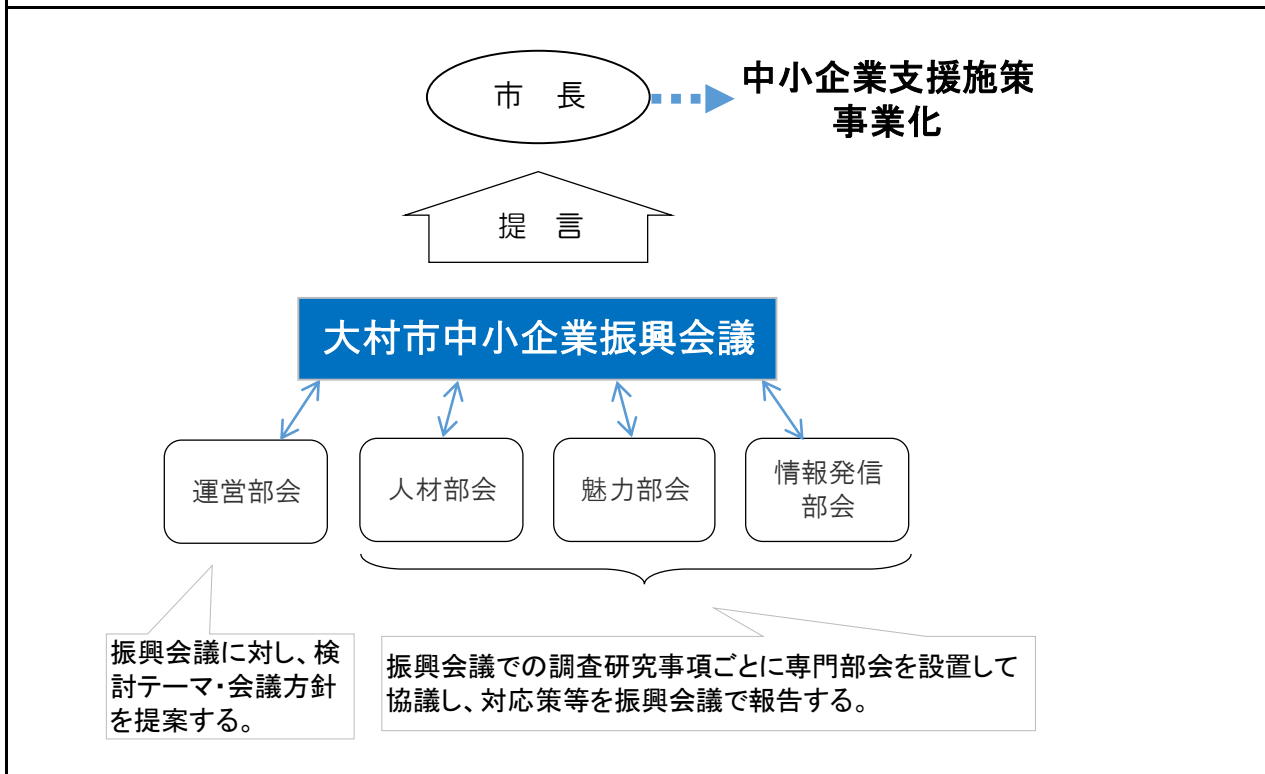 市　長
中小企業支援施策
事業化
提　言
大村市中小企業振興会議
運営部会
人材部会
魅力部会
情報発信
部会
振興会議に対し、検
討テーマ・会議方針
を提案する。
振興会議での調査研究事項ごとに専門部会を設置して
協議し、対応策等を振興会議で報告する。